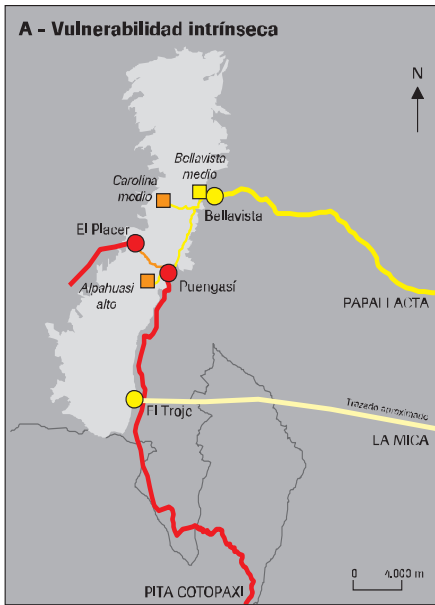 A - Vulnerabilidad intrínseca
N
Bellavista
medio
Carolina
medio
Bellavista
El Placer
Puengasí
Alpahuasi
alto
PAPALLACTA
El Troje
Trazado aproximado
LA MICA
PITA COTOPAXI
0 4.000 m